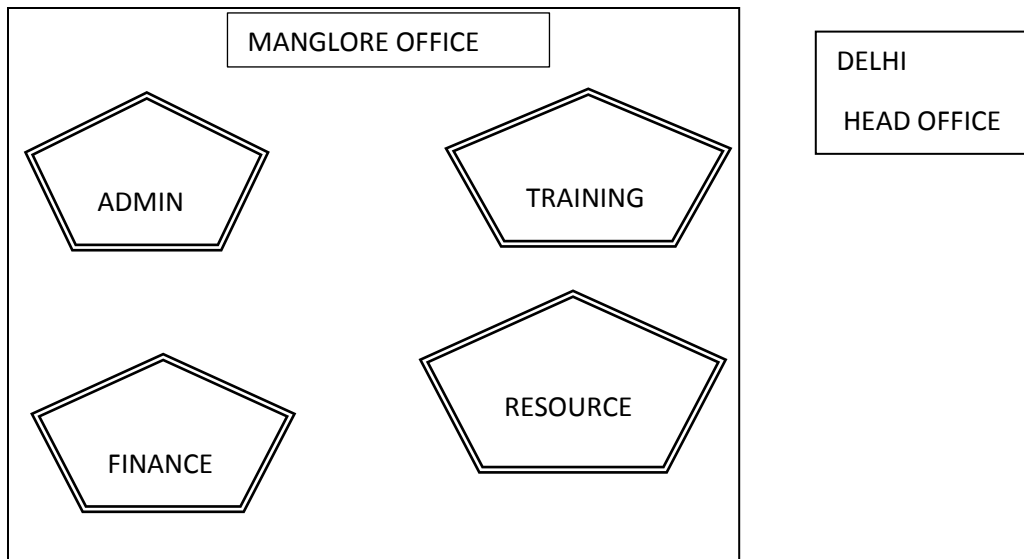 MANGLORE OFFICE
DELHI
HEAD OFFICE
ADMIN
TRAINING
FINANCE
RESOURCE